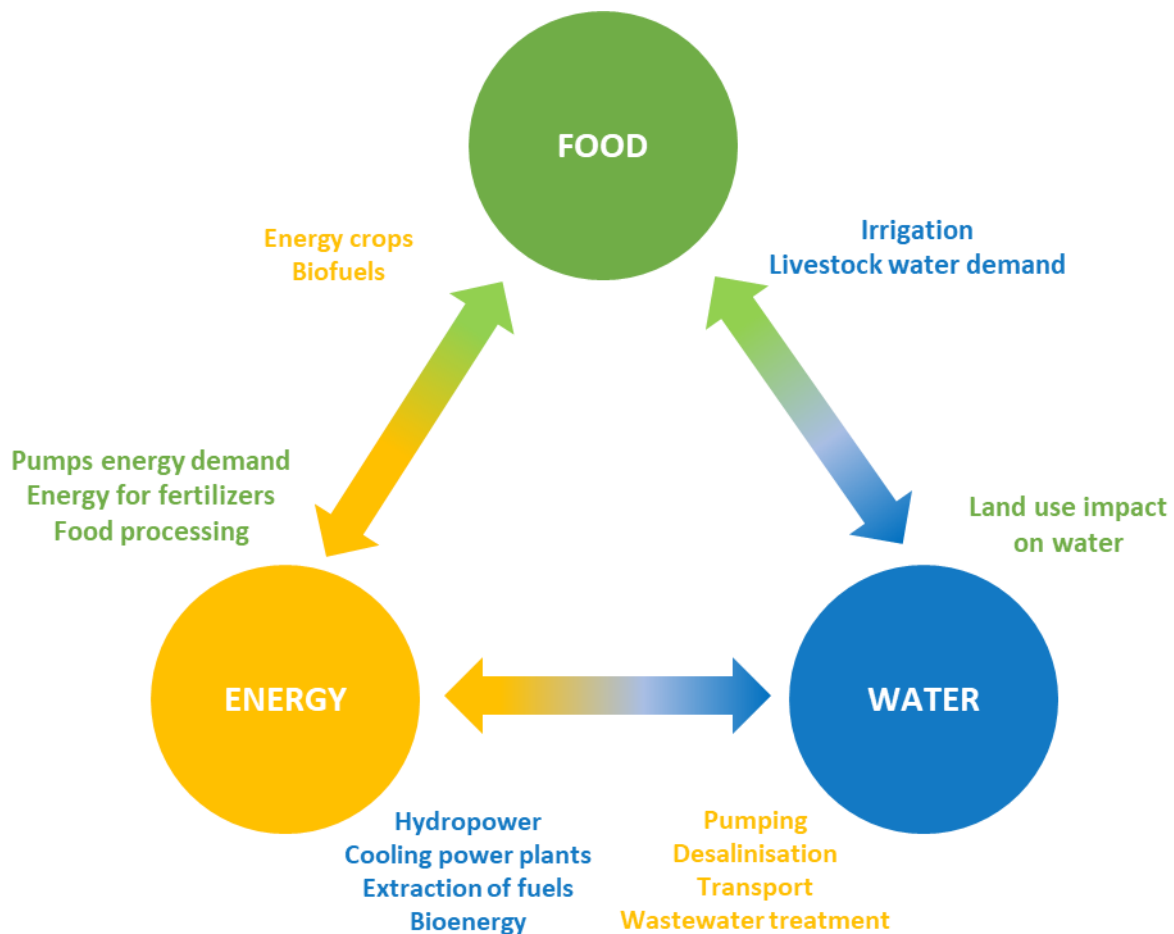 FOOD
Energy crops
Biofuels
Irrigation
Livestock water demand
Pumps energy demand
Energy for fertilizers
Food processing
Land use impact
on water
ENERGY
WATER
Hydropower
Cooling power plants
Extraction of fuels
Bioenergy
Pumping
Desalinisation
Transport
Wastewater treatment